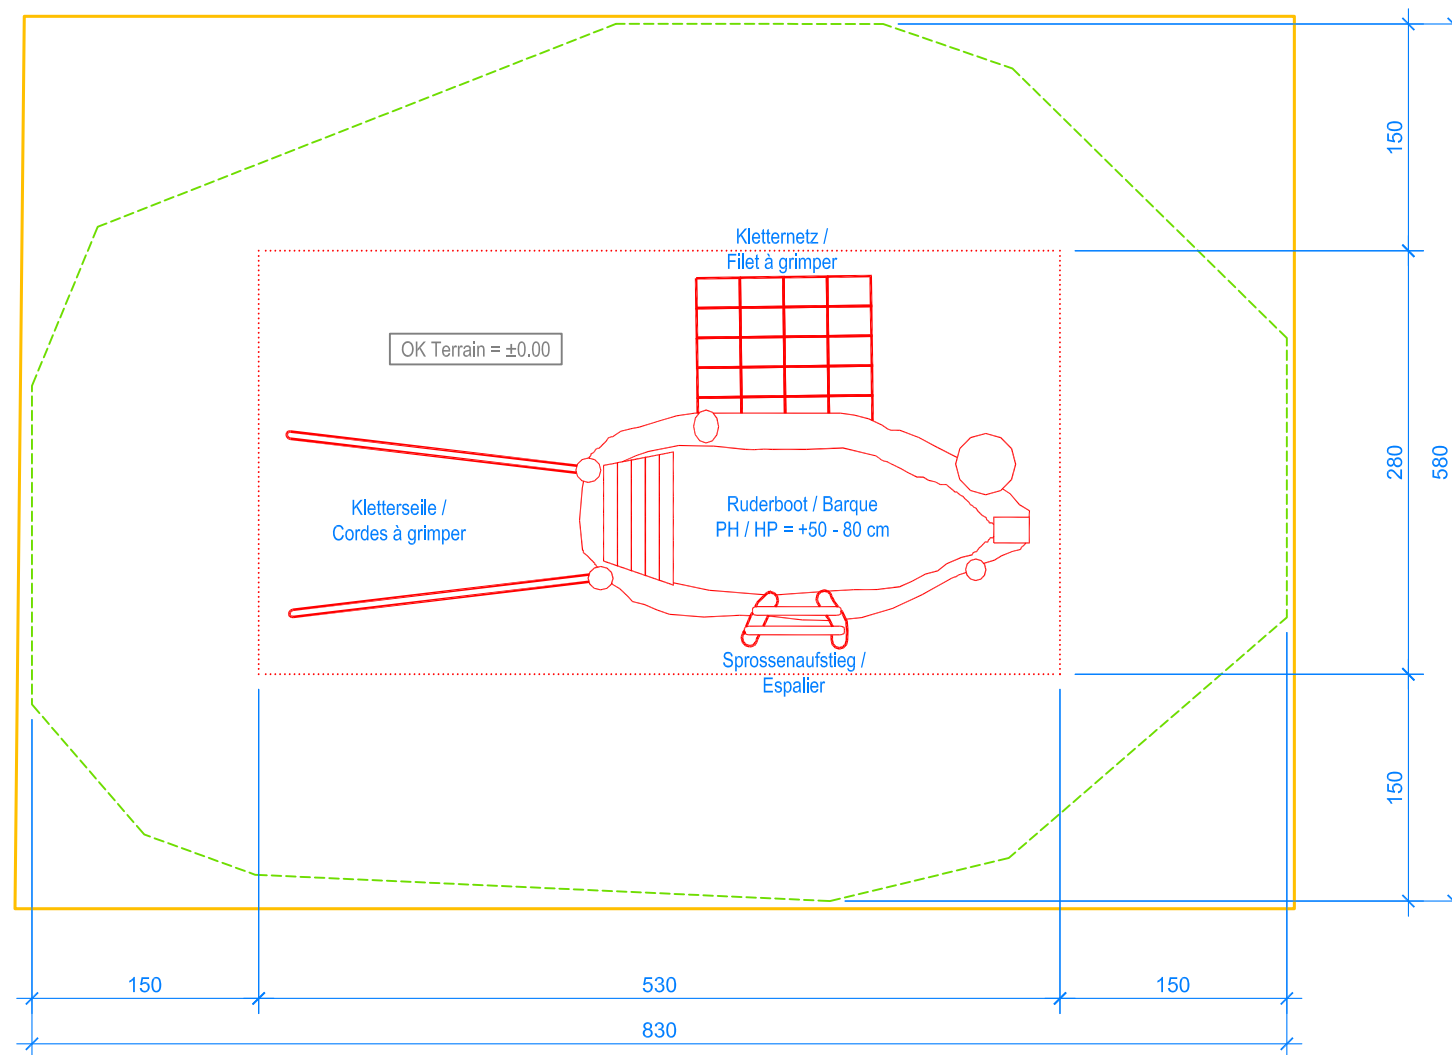 Kletternetz /
Filet à grimper
OK Terrain = ±0.00
Kletterseile /
Cordes à grimper
Ruderboot / Barque
PH / HP = +50 - 80 cm
Sprossenaufstieg /
Espalier
150
280
580
150
150
530
150
830